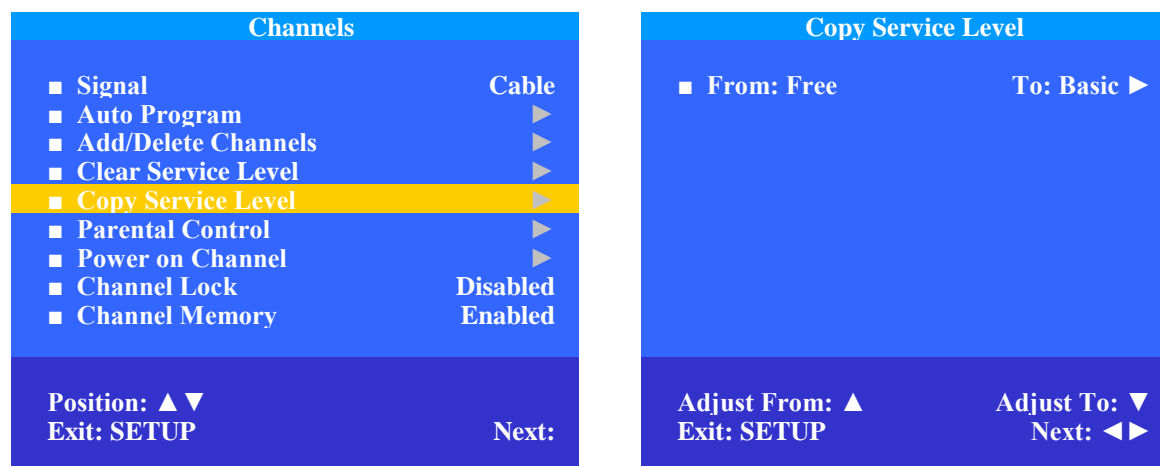 Channels
■ Signal Cable
■ Auto Program ►
■ Add/Delete Channels ►
■ Clear Service Level ►
■ Copy Service Level ►
■ Parental Control ►
■ Power on Channel ►
■ Channel Lock Disabled
■ Channel Memory Enabled
Position: ▲▼
Exit: SETUP Next:
Copy Service Level
■ From: Free To: Basic ►
Adjust From: ▲ Adjust To: ▼
Exit: SETUP Next: ◄►